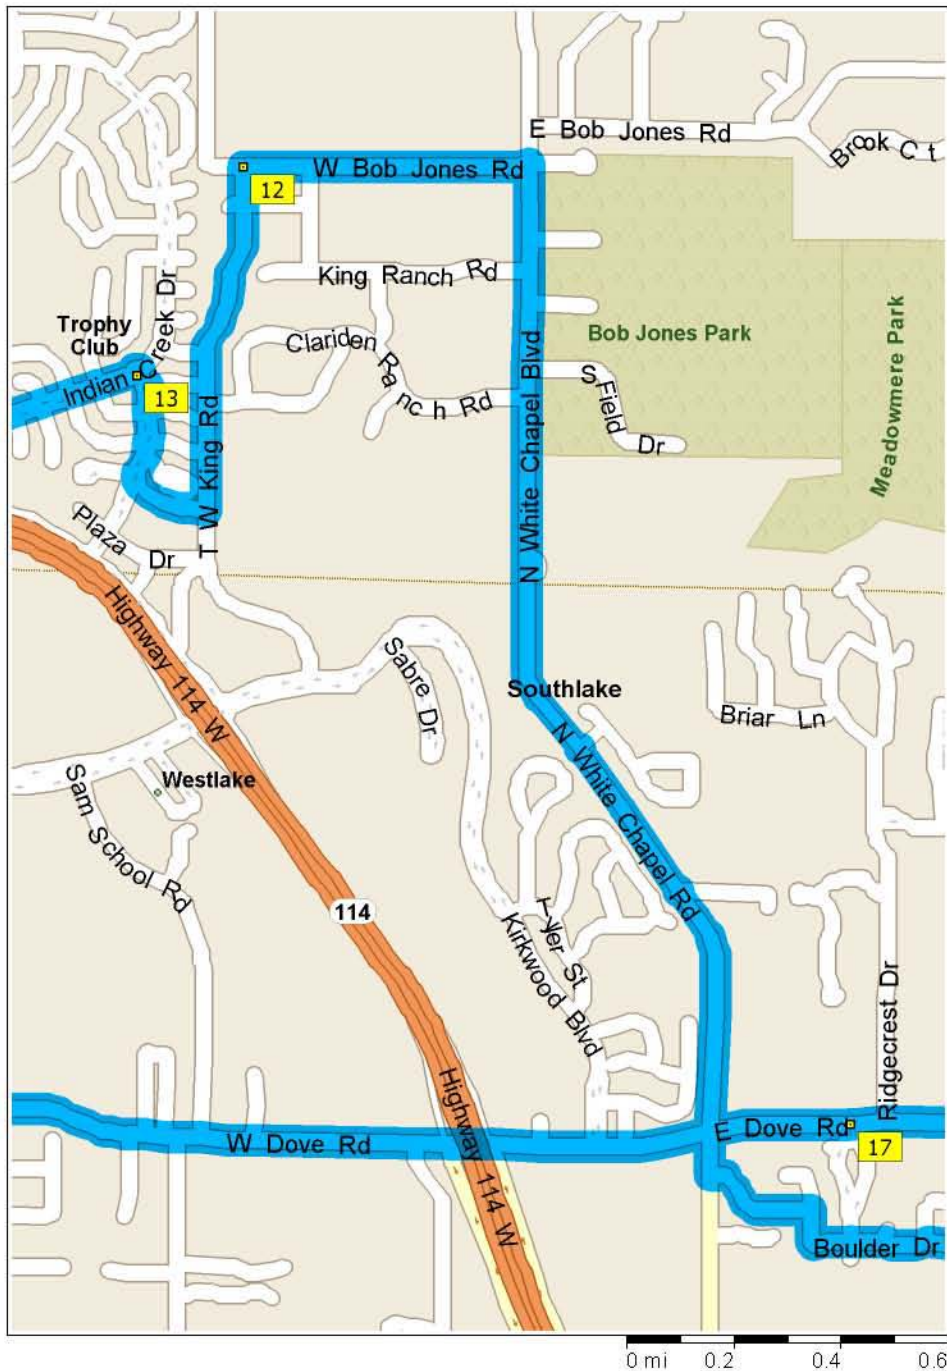 E Bob Jones Rd
Brook Ct
W Bob Jones Rd
12
King Ranch Rd
Indian Creek Dr
Trophy
Club
Clariden Ranch Rd
Bob Jones Park
Meadowmere Park
S Field Dr
N White Chapel Blvd
13
T W King Rd
Plaza Dr
Highway 114 W
Sabre Dr
Southlake
Briar Ln
N White Chapel Rd
Westlake
Sam School Rd
114
Tyler St
Kirkwood Blvd
Ridgecrest Dr
Highway 114 W
W Dove Rd
E Dove Rd
17
Boulder Dr
0 mi 0.2 0.4 0.6